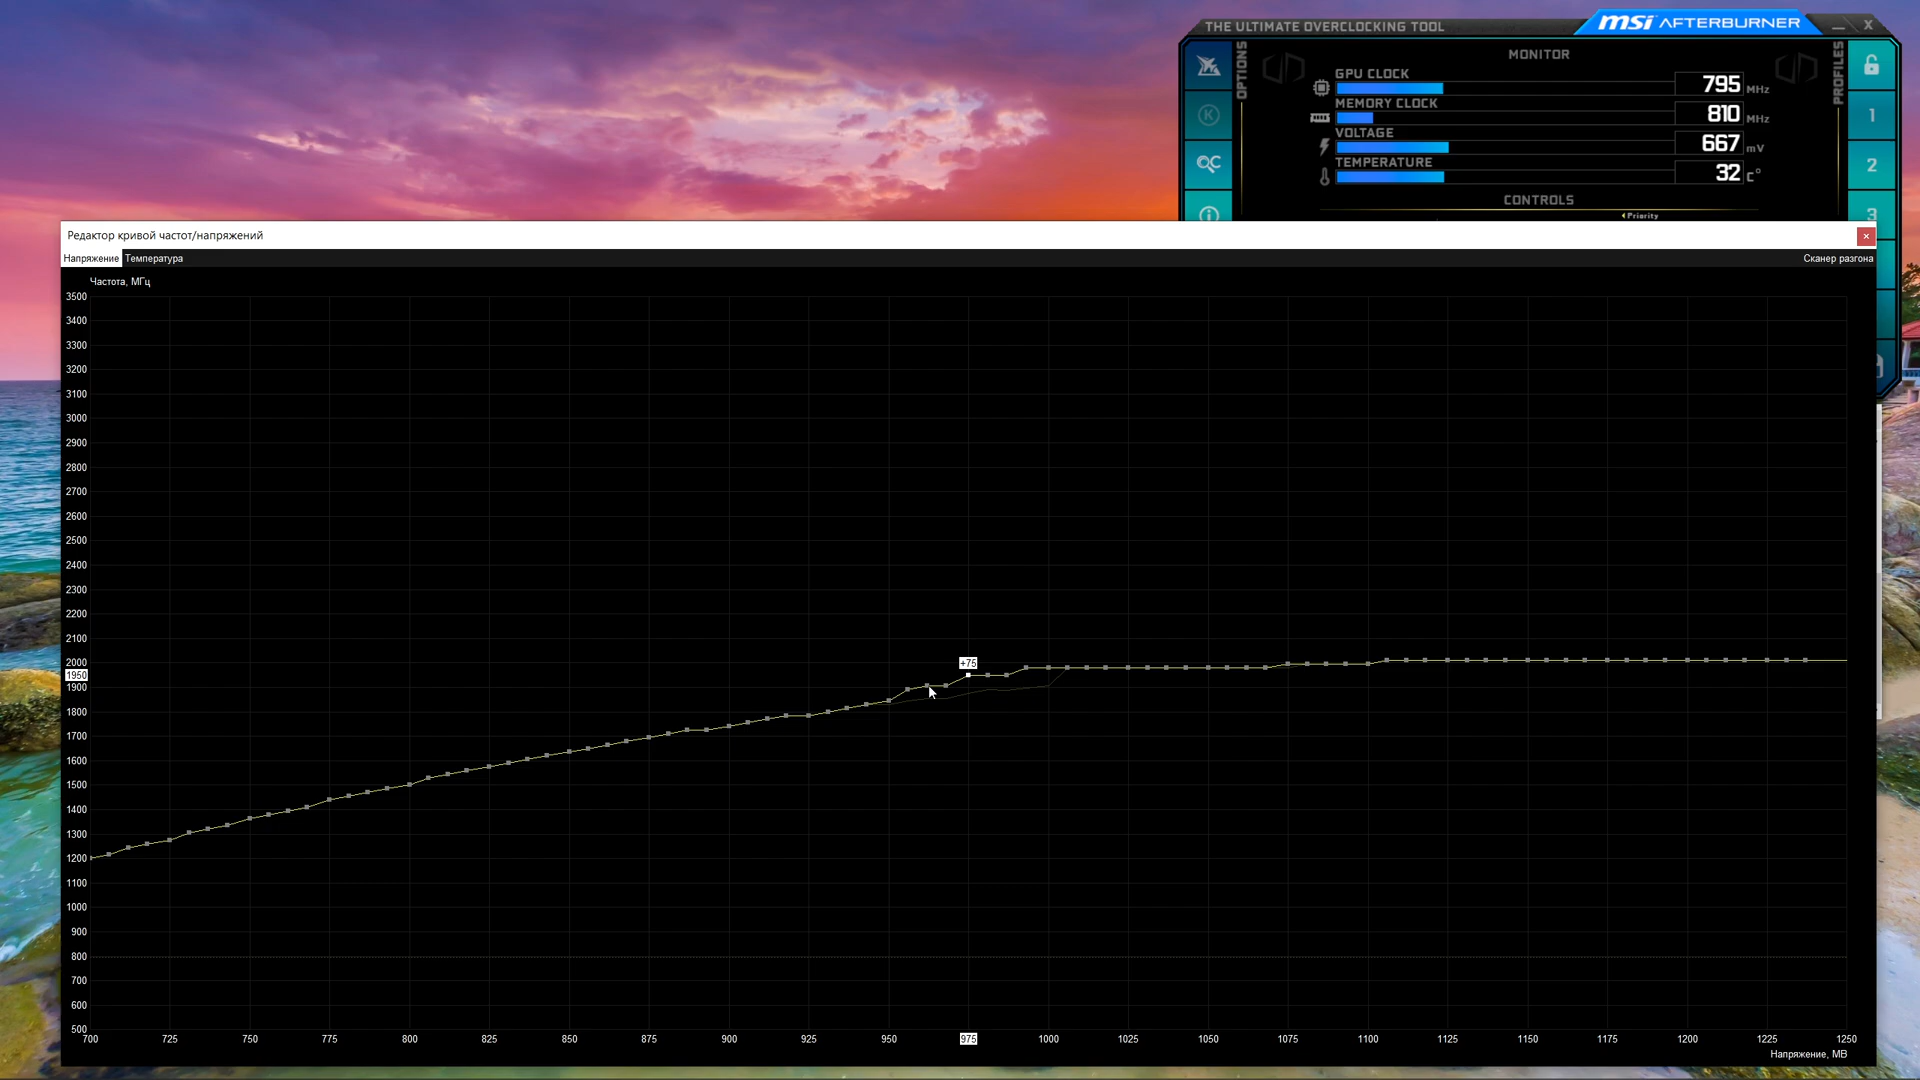 THE ULTIMATE OVERCLOCKING TOOL
msi AFTERBURNER
X
OPTIONS
MONITOR
PROFILES
GPU CLOCK
795 MHz
MEMORY CLOCK
810 MHz
VOLTAGE
667 mV
TEMPERATURE
32 C°
CONTROLS
Priority
K
OC
i
1
2
3
Редактор кривой частот/напряжений
x
Напряжение
Температура
Сканер разгона
Частота, МГц
3500
3400
3300
3200
3100
3000
2900
2800
2700
2600
2500
2400
2300
2200
2100
2000
+75
1950
1900
1800
1700
1600
1500
1400
1300
1200
1100
1000
900
800
700
600
500
700 725 750 775 800 825 850 875 900 925 950 975 1000 1025 1050 1075 1100 1125 1150 1175 1200 1225 1250
Напряжение, МВ